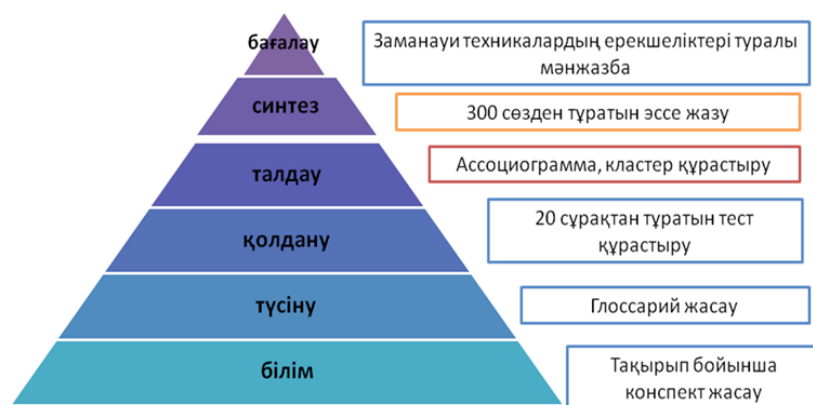 бағалау
Заманауи техникалардың ерекшеліктері туралы
мәнжазба
синтез
300 сөзден тұратын эссе жазу
талдау
Ассоциограмма, кластер құрастыру
қолдану
20 сұрақтан тұратын тест
құрастыру
түсіну
Глоссарий жасау
білім
Тақырып бойынша
конспект жасау